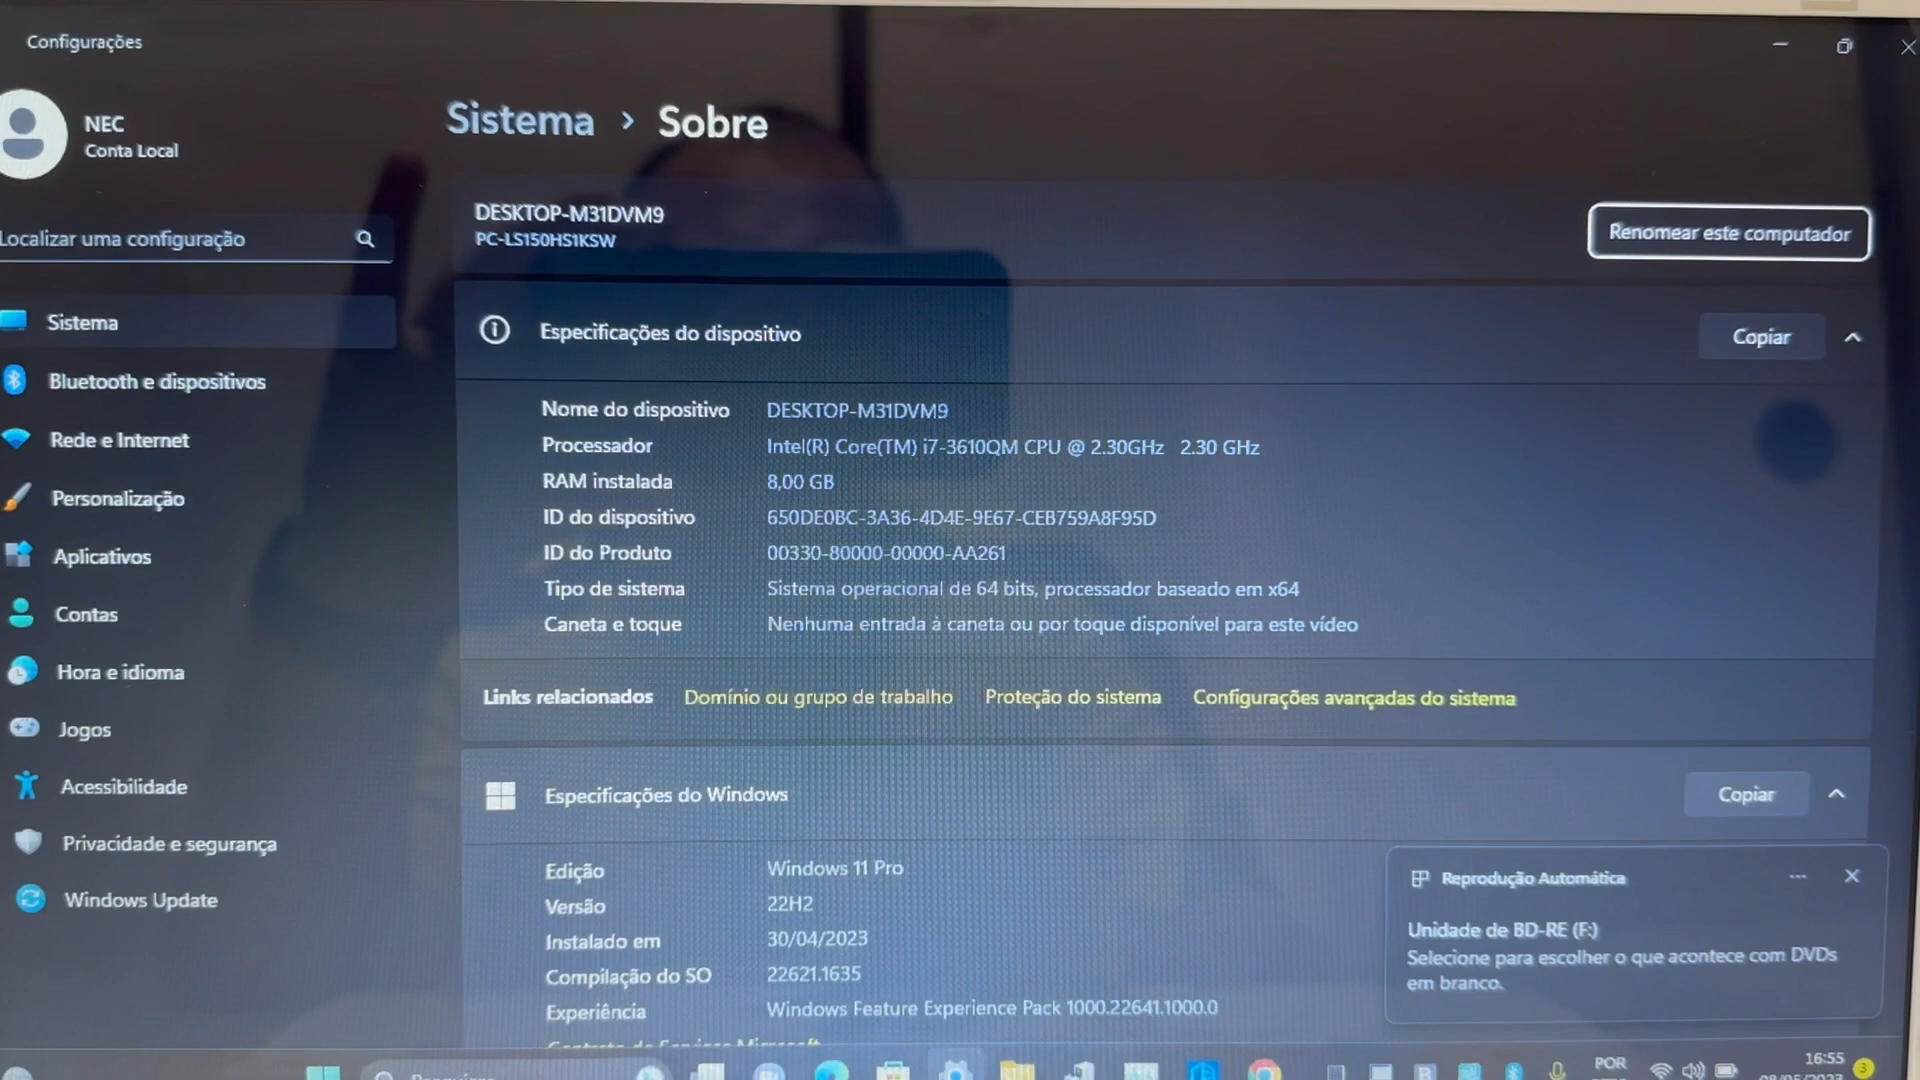 Configurações
NEC
Conta Local
Localizar uma configuração
Sistema
Bluetooth e dispositivos
Rede e Internet
Personalização
Aplicativos
Contas
Hora e idioma
Jogos
Acessibilidade
Privacidade e segurança
Windows Update
Sistema > Sobre
DESKTOP-M31DVM9
PC-LS150HS1KSW
Renomear este computador
Especificações do dispositivo
Copiar
Nome do dispositivo DESKTOP-M31DVM9
Processador Intel(R) Core(TM) i7-3610QM CPU @ 2.30GHz 2.30 GHz
RAM instalada 8,00 GB
ID do dispositivo 650DE0BC-3A36-4D4E-9E67-CEB759A8F95D
ID do Produto 00330-80000-00000-AA261
Tipo de sistema Sistema operacional de 64 bits, processador baseado em x64
Caneta e toque Nenhuma entrada à caneta ou por toque disponível para este vídeo
Links relacionados Domínio ou grupo de trabalho Proteção do sistema Configurações avançadas do sistema
Especificações do Windows
Copiar
Edição Windows 11 Pro
Versão 22H2
Instalado em 30/04/2023
Compilação do SO 22621.1635
Experiência Windows Feature Experience Pack 1000.22641.1000.0
Reprodução Automática
Unidade de BD-RE (F:)
Selecione para escolher o que acontece com DVDs
em branco.
POR
16:55
3